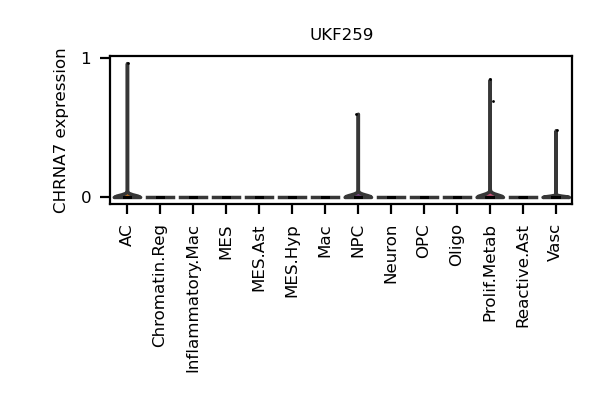 UKF259
CHRNA7 expression
1
0
AC
Chromatin.Reg
Inflammatory.Mac
MES
MES.Ast
MES.Hyp
Mac
NPC
Neuron
OPC
Oligo
Prolif.Metab
Reactive.Ast
Vasc